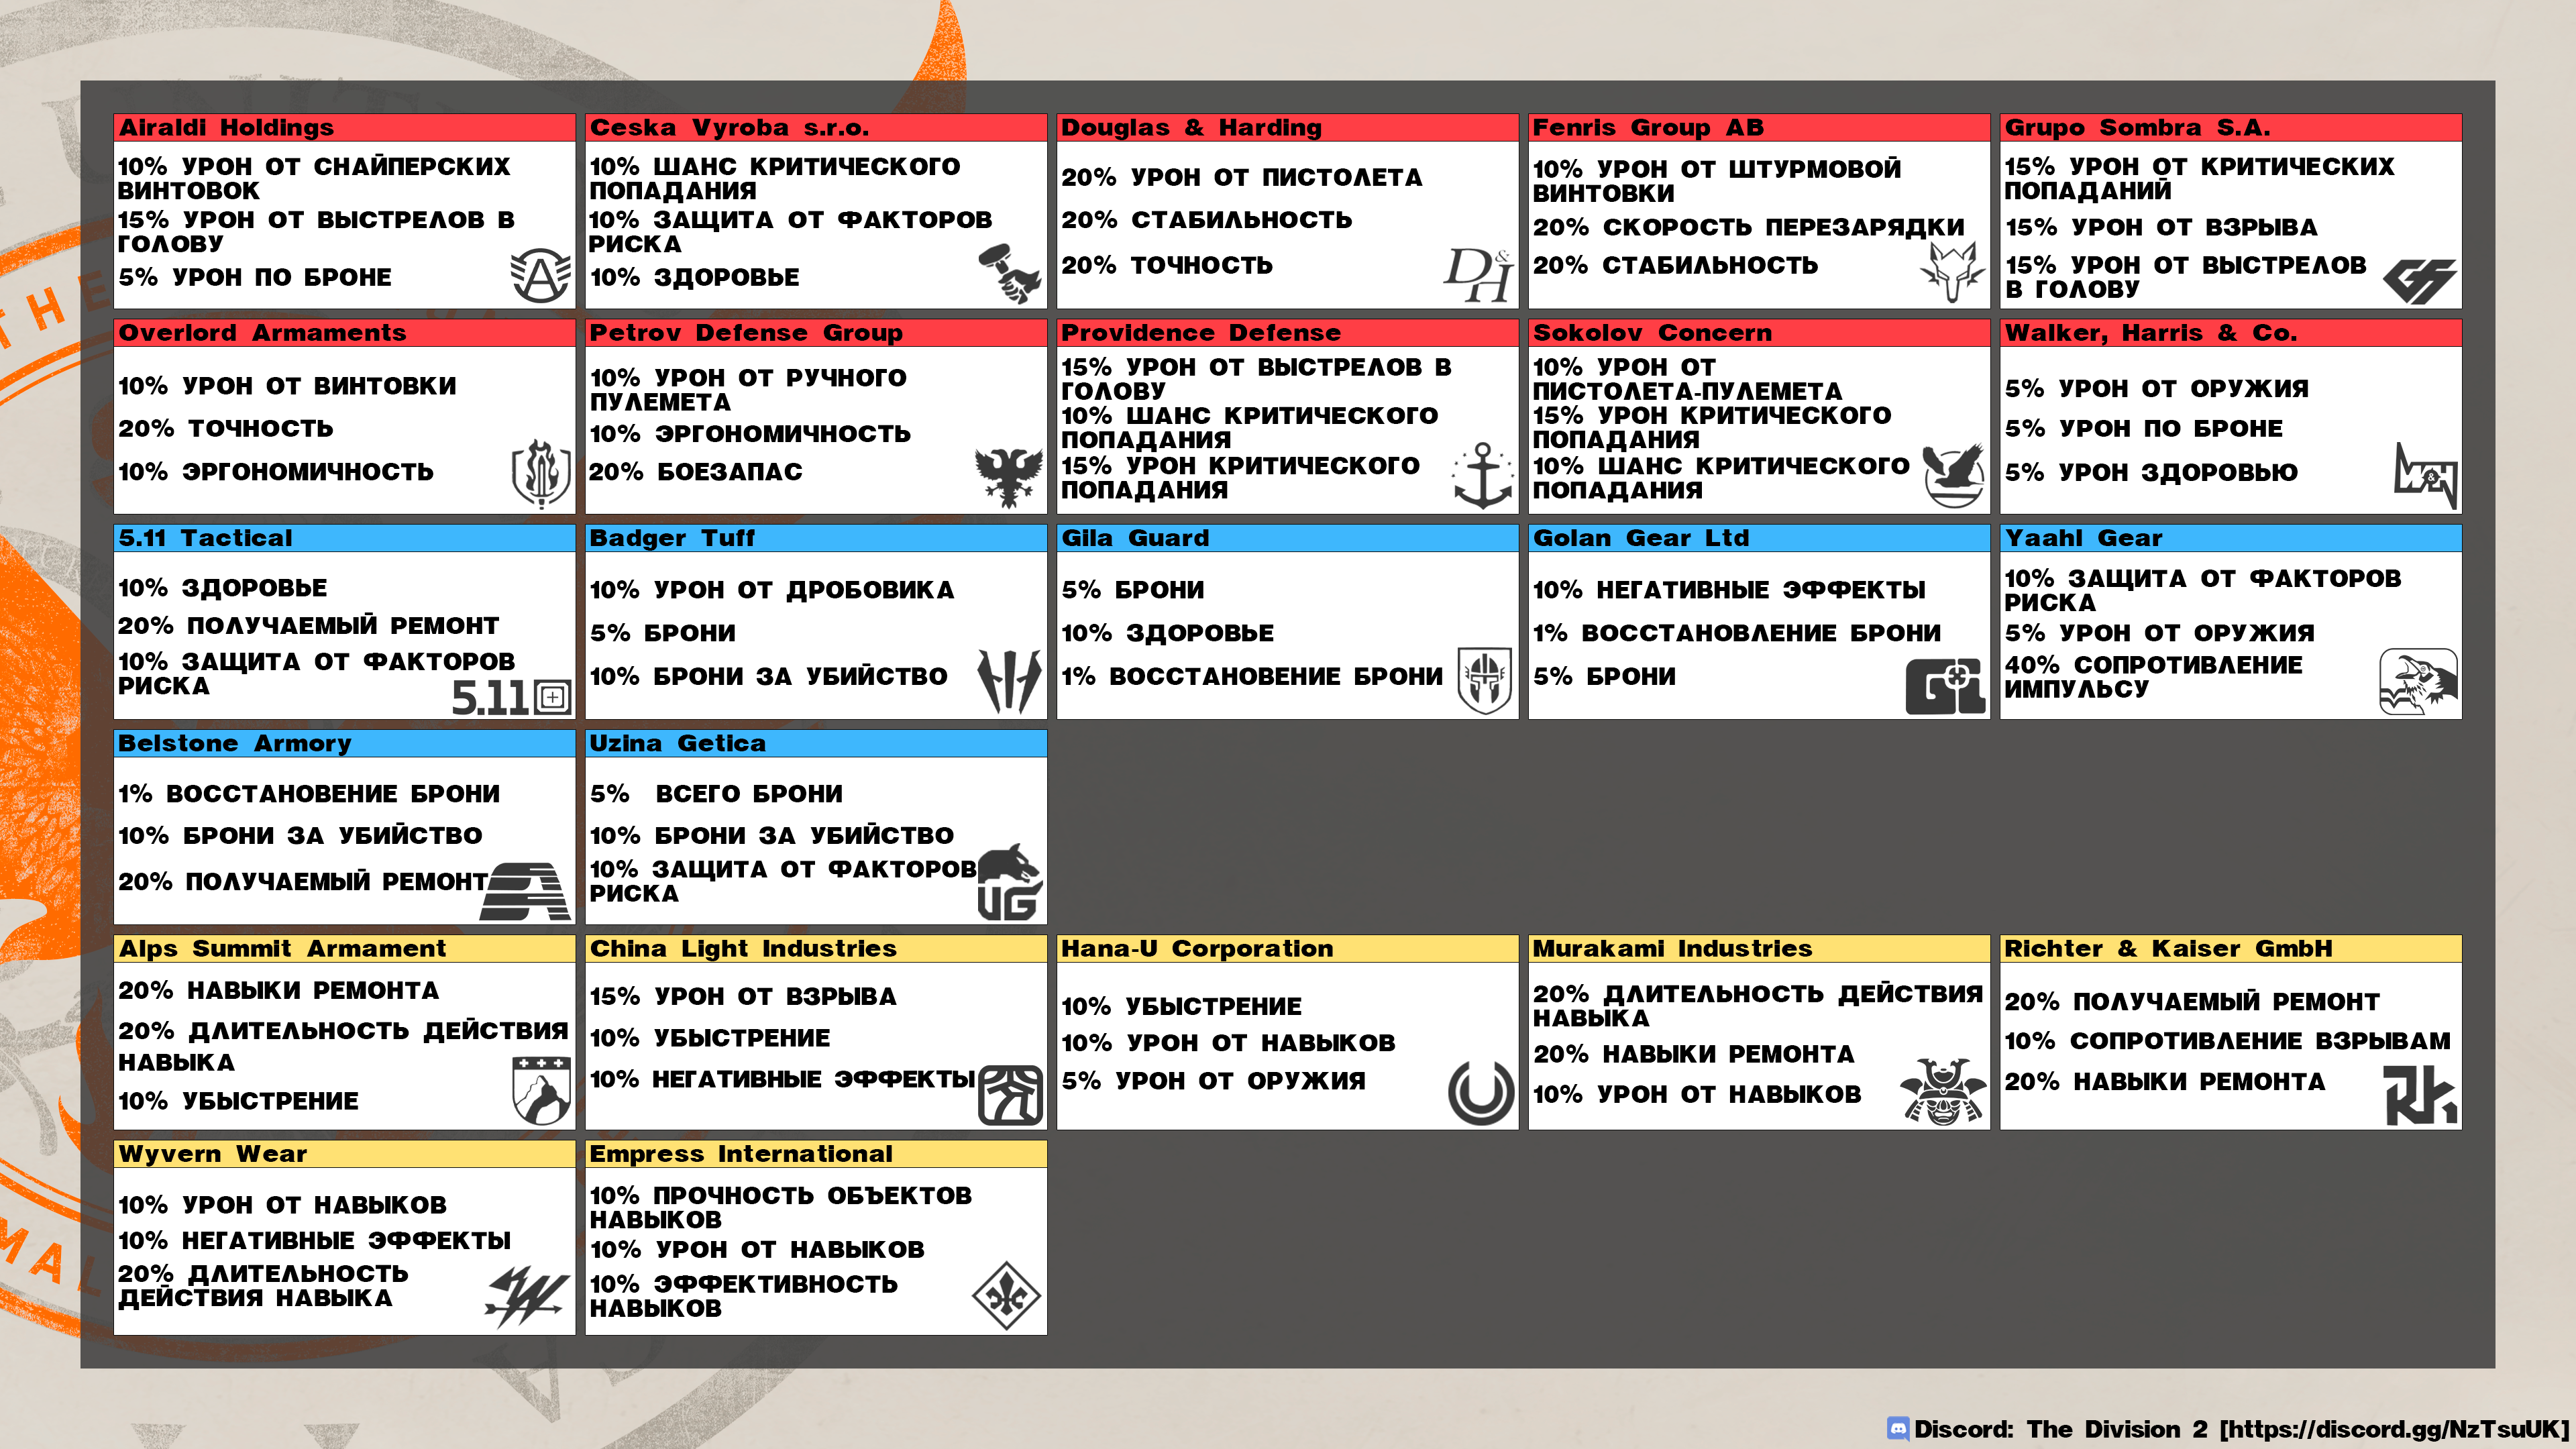 Airaldi Holdings
10% УРОН ОТ СНАЙПЕРСКИХ
ВИНТОВОК
15% УРОН ОТ ВЫСТРЕЛОВ В
ГОЛОВУ
5% УРОН ПО БРОНЕ
A
Ceska Vyroba s.r.o.
10% ШАНС КРИТИЧЕСКОГО
ПОПАДАНИЯ
10% ЗАЩИТА ОТ ФАКТОРОВ
РИСКА
10% ЗДОРОВЬЕ
Douglas & Harding
20% УРОН ОТ ПИСТОЛЕТА
20% СТАБИЛЬНОСТЬ
20% ТОЧНОСТЬ
D&H
Fenris Group AB
10% УРОН ОТ ШТУРМОВОЙ
ВИНТОВКИ
20% СКОРОСТЬ ПЕРЕЗАРЯДКИ
20% СТАБИЛЬНОСТЬ
Grupo Sombra S.A.
15% УРОН ОТ КРИТИЧЕСКИХ
ПОПАДАНИЙ
15% УРОН ОТ ВЗРЫВА
15% УРОН ОТ ВЫСТРЕЛОВ
В ГОЛОВУ
Overlord Armaments
10% УРОН ОТ ВИНТОВКИ
20% ТОЧНОСТЬ
10% ЭРГОНОМИЧНОСТЬ
Petrov Defense Group
10% УРОН ОТ РУЧНОГО
ПУЛЕМЕТА
10% ЭРГОНОМИЧНОСТЬ
20% БОЕЗАПАС
Providence Defense
15% УРОН ОТ ВЫСТРЕЛОВ В
ГОЛОВУ
10% ШАНС КРИТИЧЕСКОГО
ПОПАДАНИЯ
15% УРОН КРИТИЧЕСКОГО
ПОПАДАНИЯ
Sokolov Concern
10% УРОН ОТ
ПИСТОЛЕТА-ПУЛЕМЕТА
15% УРОН КРИТИЧЕСКОГО
ПОПАДАНИЯ
10% ШАНС КРИТИЧЕСКОГО
ПОПАДАНИЯ
Walker, Harris & Co.
5% УРОН ОТ ОРУЖИЯ
5% УРОН ПО БРОНЕ
5% УРОН ЗДОРОВЬЮ
W&H
5.11 Tactical
10% ЗДОРОВЬЕ
20% ПОЛУЧАЕМЫЙ РЕМОНТ
10% ЗАЩИТА ОТ ФАКТОРОВ
РИСКА
5.11
Badger Tuff
10% УРОН ОТ ДРОБОВИКА
5% БРОНИ
10% БРОНИ ЗА УБИЙСТВО
Gila Guard
5% БРОНИ
10% ЗДОРОВЬЕ
1% ВОССТАНОВЕНИЕ БРОНИ
Golan Gear Ltd
10% НЕГАТИВНЫЕ ЭФФЕКТЫ
1% ВОССТАНОВЛЕНИЕ БРОНИ
5% БРОНИ
Yaahl Gear
10% ЗАЩИТА ОТ ФАКТОРОВ
РИСКА
5% УРОН ОТ ОРУЖИЯ
40% СОПРОТИВЛЕНИЕ
ИМПУЛЬСУ
Belstone Armory
1% ВОССТАНОВЕНИЕ БРОНИ
10% БРОНИ ЗА УБИЙСТВО
20% ПОЛУЧАЕМЫЙ РЕМОНТ
Uzina Getica
5% ВСЕГО БРОНИ
10% БРОНИ ЗА УБИЙСТВО
10% ЗАЩИТА ОТ ФАКТОРОВ
РИСКА
UG
Alps Summit Armament
20% НАВЫКИ РЕМОНТА
20% ДЛИТЕЛЬНОСТЬ ДЕЙСТВИЯ
НАВЫКА
10% УБЫСТРЕНИЕ
China Light Industries
15% УРОН ОТ ВЗРЫВА
10% УБЫСТРЕНИЕ
10% НЕГАТИВНЫЕ ЭФФЕКТЫ
Hana-U Corporation
10% УБЫСТРЕНИЕ
10% УРОН ОТ НАВЫКОВ
5% УРОН ОТ ОРУЖИЯ
Murakami Industries
20% ДЛИТЕЛЬНОСТЬ ДЕЙСТВИЯ
НАВЫКА
20% НАВЫКИ РЕМОНТА
10% УРОН ОТ НАВЫКОВ
Richter & Kaiser GmbH
20% ПОЛУЧАЕМЫЙ РЕМОНТ
10% СОПРОТИВЛЕНИЕ ВЗРЫВАМ
20% НАВЫКИ РЕМОНТА
RK
Wyvern Wear
10% УРОН ОТ НАВЫКОВ
10% НЕГАТИВНЫЕ ЭФФЕКТЫ
20% ДЛИТЕЛЬНОСТЬ
ДЕЙСТВИЯ НАВЫКА
W
Empress International
10% ПРОЧНОСТЬ ОБЪЕКТОВ
НАВЫКОВ
10% УРОН ОТ НАВЫКОВ
10% ЭФФЕКТИВНОСТЬ
НАВЫКОВ
THE
Discord: The Division 2 [https://discord.gg/NzTsuUK]